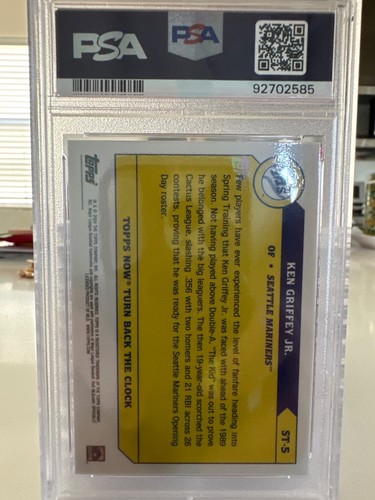 PSA
PSA
92702585
KEN GRIFFEY JR.
OF • SEATTLE MARINERS™
ST-5
Few players have ever experienced the level of fanfare heading into
Spring Training that Ken Griffey Jr. was faced with ahead of the 1989
season. Not having played above Double-A, "The Kid" was out to prove
he belonged with the big leaguers. The then 19-year-old scorched the
Cactus League, slashing .356 with two homers and 21 RBI across 26
contests, proving that he was ready for the Seattle Mariners Opening
Day roster.
TOPPS NOW® TURN BACK THE CLOCK
topps